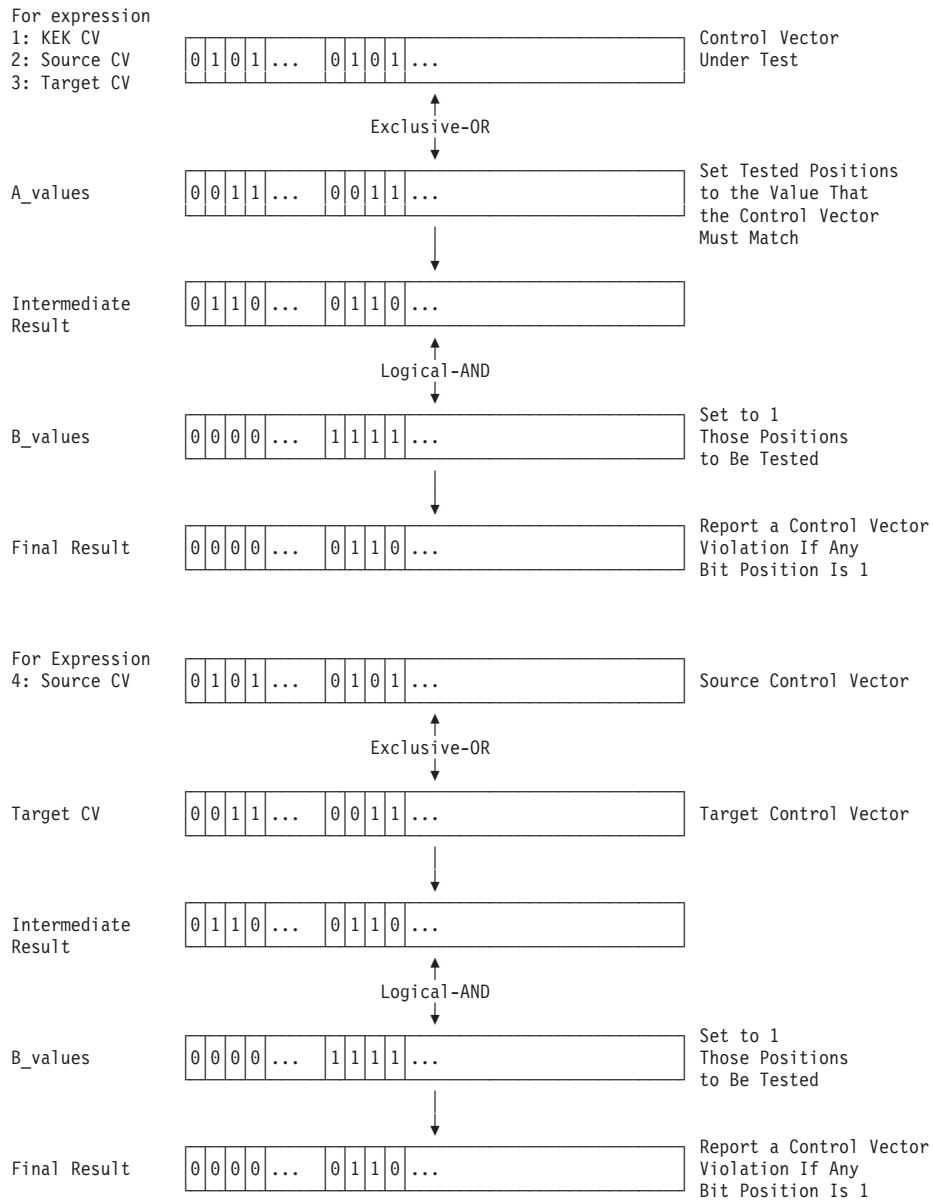 For expression
1: KEK CV
2: Source CV
3: Target CV
0 1 0 1 ... 0 1 0 1 ...
Control Vector
Under Test
Exclusive-OR
A_values
0 0 1 1 ... 0 0 1 1 ...
Set Tested Positions
to the Value That
the Control Vector
Must Match
Intermediate
Result
0 1 1 0 ... 0 1 1 0 ...
Logical-AND
B_values
0 0 0 0 ... 1 1 1 1 ...
Set to 1
Those Positions
to Be Tested
Final Result
0 0 0 0 ... 0 1 1 0 ...
Report a Control Vector
Violation If Any
Bit Position Is 1
For Expression
4: Source CV
0 1 0 1 ... 0 1 0 1 ...
Source Control Vector
Exclusive-OR
Target CV
0 0 1 1 ... 0 0 1 1 ...
Target Control Vector
Intermediate
Result
0 1 1 0 ... 0 1 1 0 ...
Logical-AND
B_values
0 0 0 0 ... 1 1 1 1 ...
Set to 1
Those Positions
to Be Tested
Final Result
0 0 0 0 ... 0 1 1 0 ...
Report a Control Vector
Violation If Any
Bit Position Is 1